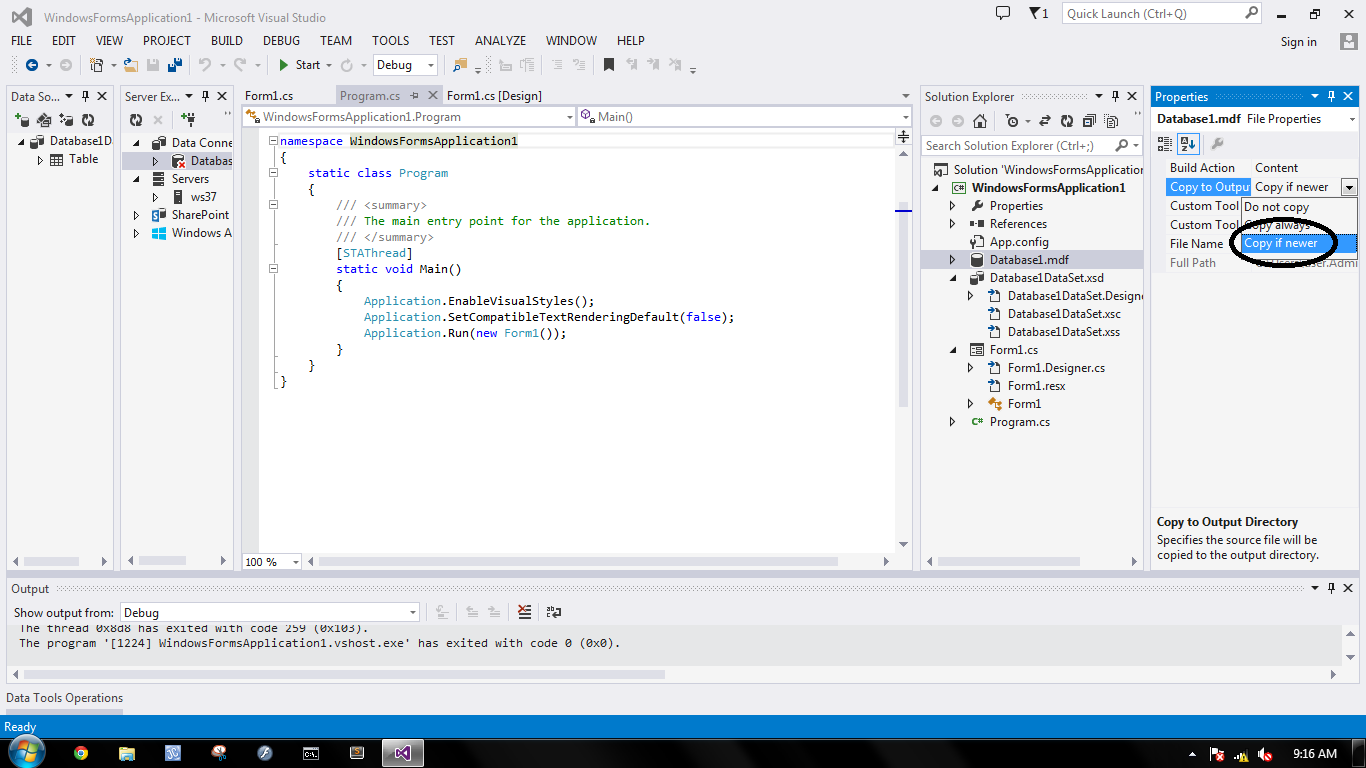 WindowsFormsApplication1 - Microsoft Visual Studio
1
Quick Launch (Ctrl+Q)
FILE EDIT VIEW PROJECT BUILD DEBUG TEAM TOOLS TEST ANALYZE WINDOW HELP
Sign in
Start
Debug
Data So...
Database1D
Table
Server Ex...
Data Conne
Databas
Servers
ws37
SharePoint
Windows A
Form1.cs
Program.cs
Form1.cs [Design]
WindowsFormsApplication1.Program
Main()
namespace WindowsFormsApplication1
{
static class Program
{
/// <summary>
/// The main entry point for the application.
/// </summary>
[STAThread]
static void Main()
{
Application.EnableVisualStyles();
Application.SetCompatibleTextRenderingDefault(false);
Application.Run(new Form1());
}
}
}
100 %
Solution Explorer
Search Solution Explorer (Ctrl+;)
Solution 'WindowsFormsApplication
WindowsFormsApplication1
Properties
References
App.config
Database1.mdf
Database1DataSet.xsd
Database1DataSet.Designe
Database1DataSet.xsc
Database1DataSet.xss
Form1.cs
Form1.Designer.cs
Form1.resx
Form1
Program.cs
Properties
Database1.mdf File Properties
Build Action Content
Copy to Outpu Copy if newer
Custom Tool Do not copy
Custom Tool Copy always
File Name Copy if newer
Full Path
Copy to Output Directory
Specifies the source file will be
copied to the output directory.
Output
Show output from: Debug
The thread 0x8d8 has exited with code 259 (0x103).
The program '[1224] WindowsFormsApplication1.vshost.exe' has exited with code 0 (0x0).
Data Tools Operations
Ready
9:16 AM